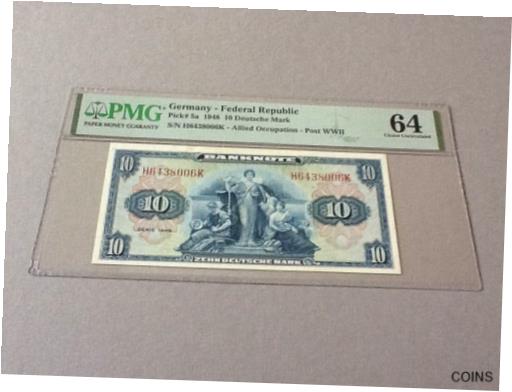 PMG
PAPER MONEY GUARANTY
Germany - Federal Republic
Pick# 5a 1948 10 Deutsche Mark
S/N H6438006K - Allied Occupation - Post WWII
64
Choice Uncirculated
BANKNOTE
10
10
H6438006K
H6438006K
10
10
SERIE 1948
10
10
ZEHN DEUTSCHE MARK
COINS